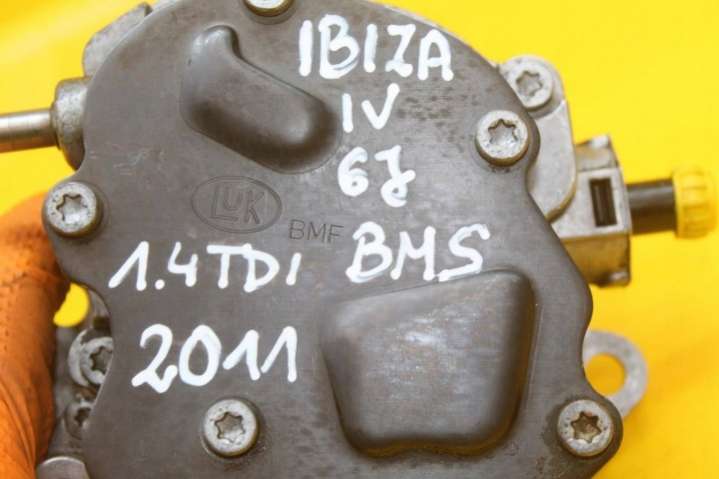 IBIZA
IV
6J
LUK
BMF
1.4TDI BMS
2011